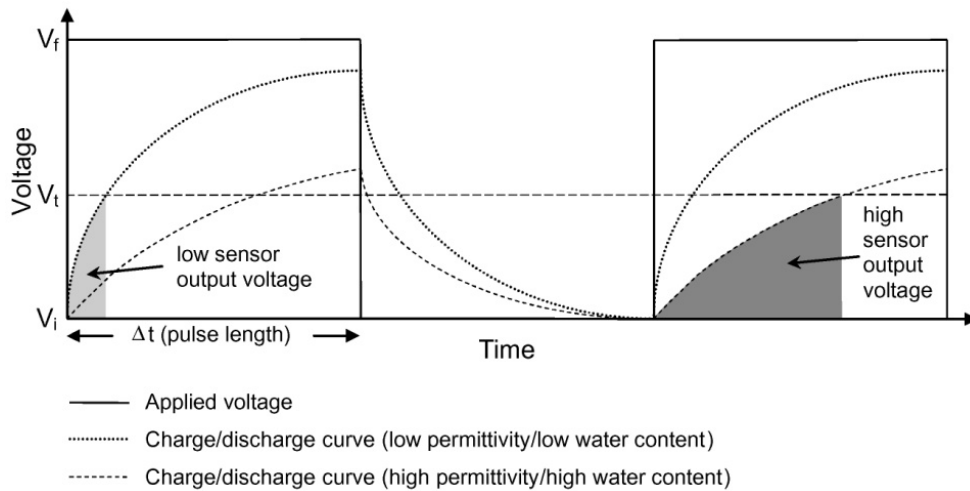 V_f
Voltage
V_t
low sensor
output voltage
high
sensor
output
voltage
V_i
Δt (pulse length)
Time
Applied voltage
Charge/discharge curve (low permittivity/low water content)
Charge/discharge curve (high permittivity/high water content)